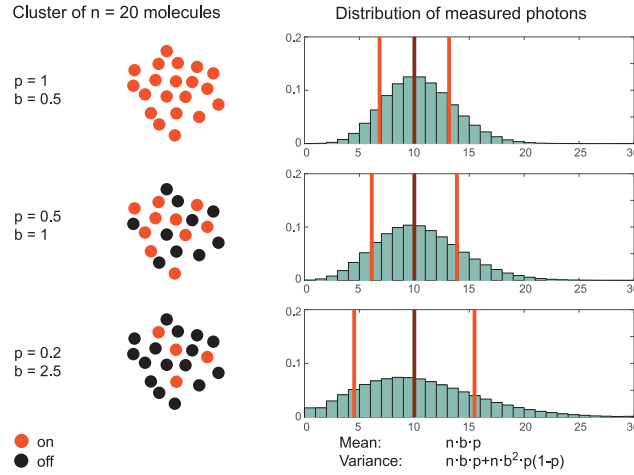 Cluster of n = 20 molecules
Distribution of measured photons
p = 1
b = 0.5
0,2
0,1
0
5 10 15 20 25 30
p = 0.5
b = 1
0,2
0,1
0
5 10 15 20 25 30
p = 0.2
b = 2.5
0,2
0,1
0
5 10 15 20 25 30
on
off
Mean: n·b·p
Variance: n·b·p+n·b²·p(1-p)